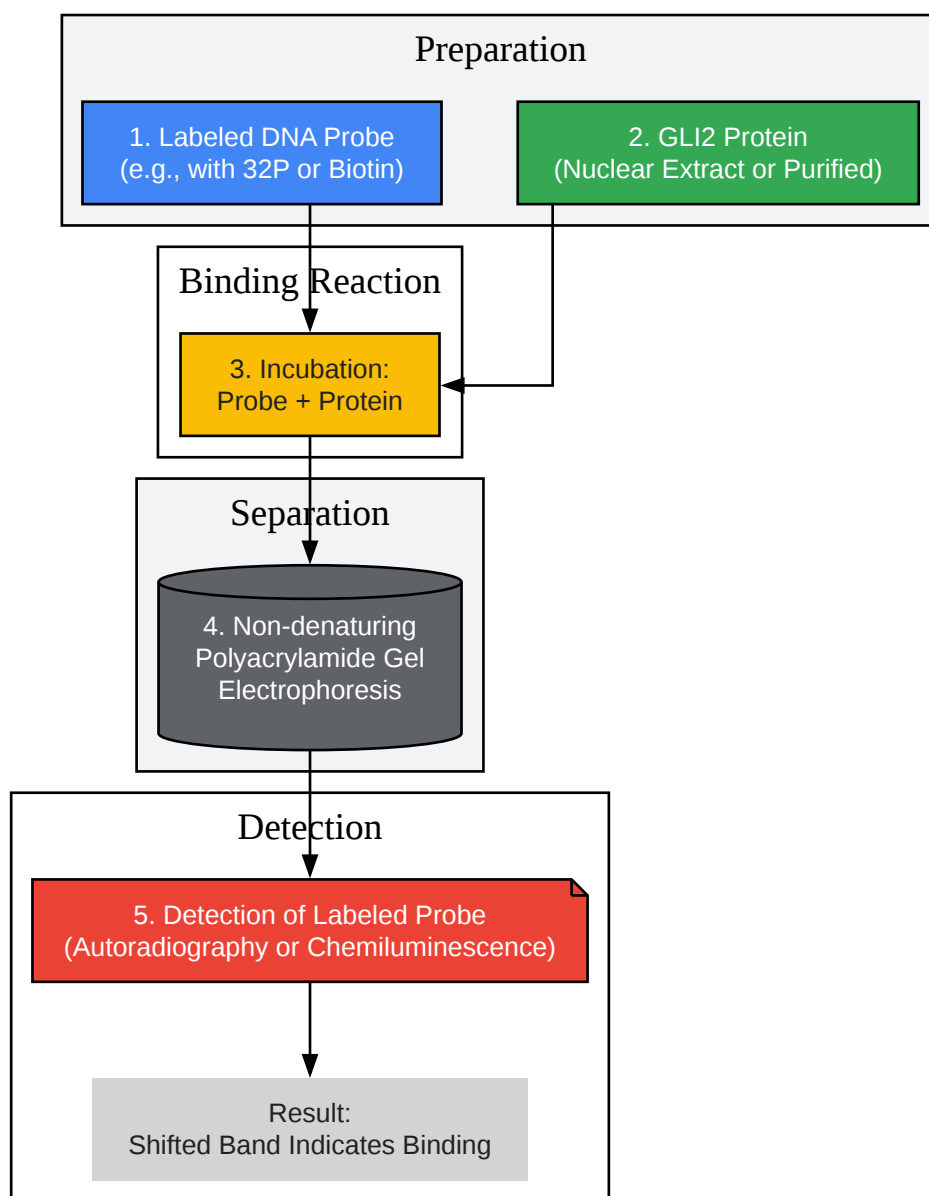 Preparation
1. Labeled DNA Probe
(e.g., with 32P or Biotin)
2. GLI2 Protein
(Nuclear Extract or Purified)
Binding Reaction
3. Incubation:
Probe + Protein
Separation
4. Non-denaturing
Polyacrylamide Gel
Electrophoresis
Detection
5. Detection of Labeled Probe
(Autoradiography or Chemiluminescence)
Result:
Shifted Band Indicates Binding